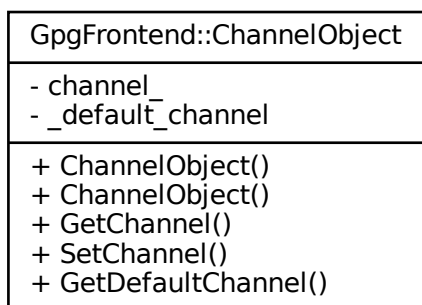 GpgFrontend::ChannelObject
- channel_
- _default_channel
+ ChannelObject()
+ ChannelObject()
+ GetChannel()
+ SetChannel()
+ GetDefaultChannel()